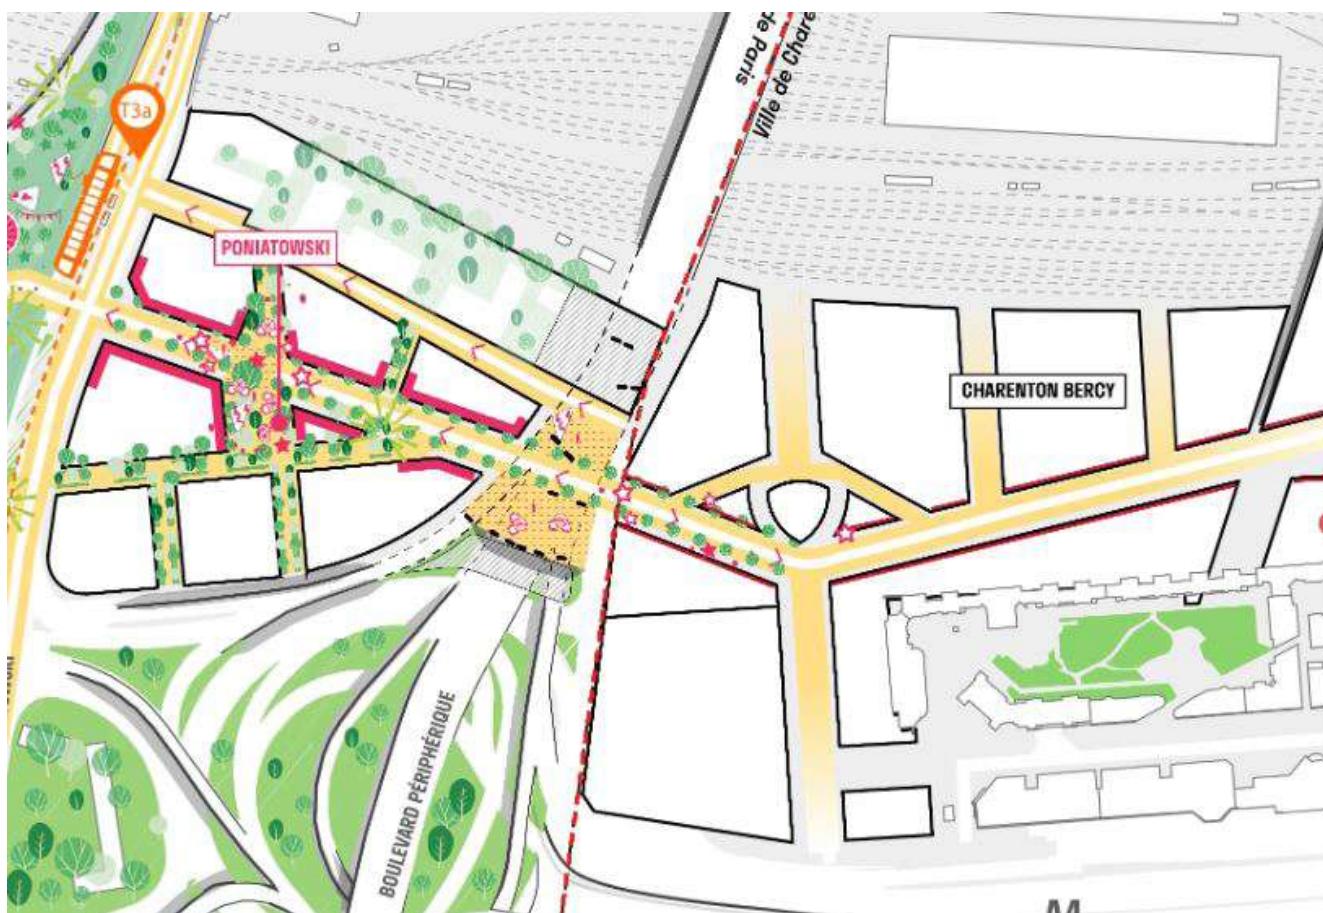 de Paris
Ville de Chare
T3a
PONIATOWSKI
CHARENTON BERCY
BOULEVARD PÉRIPHÉRIQUE
M